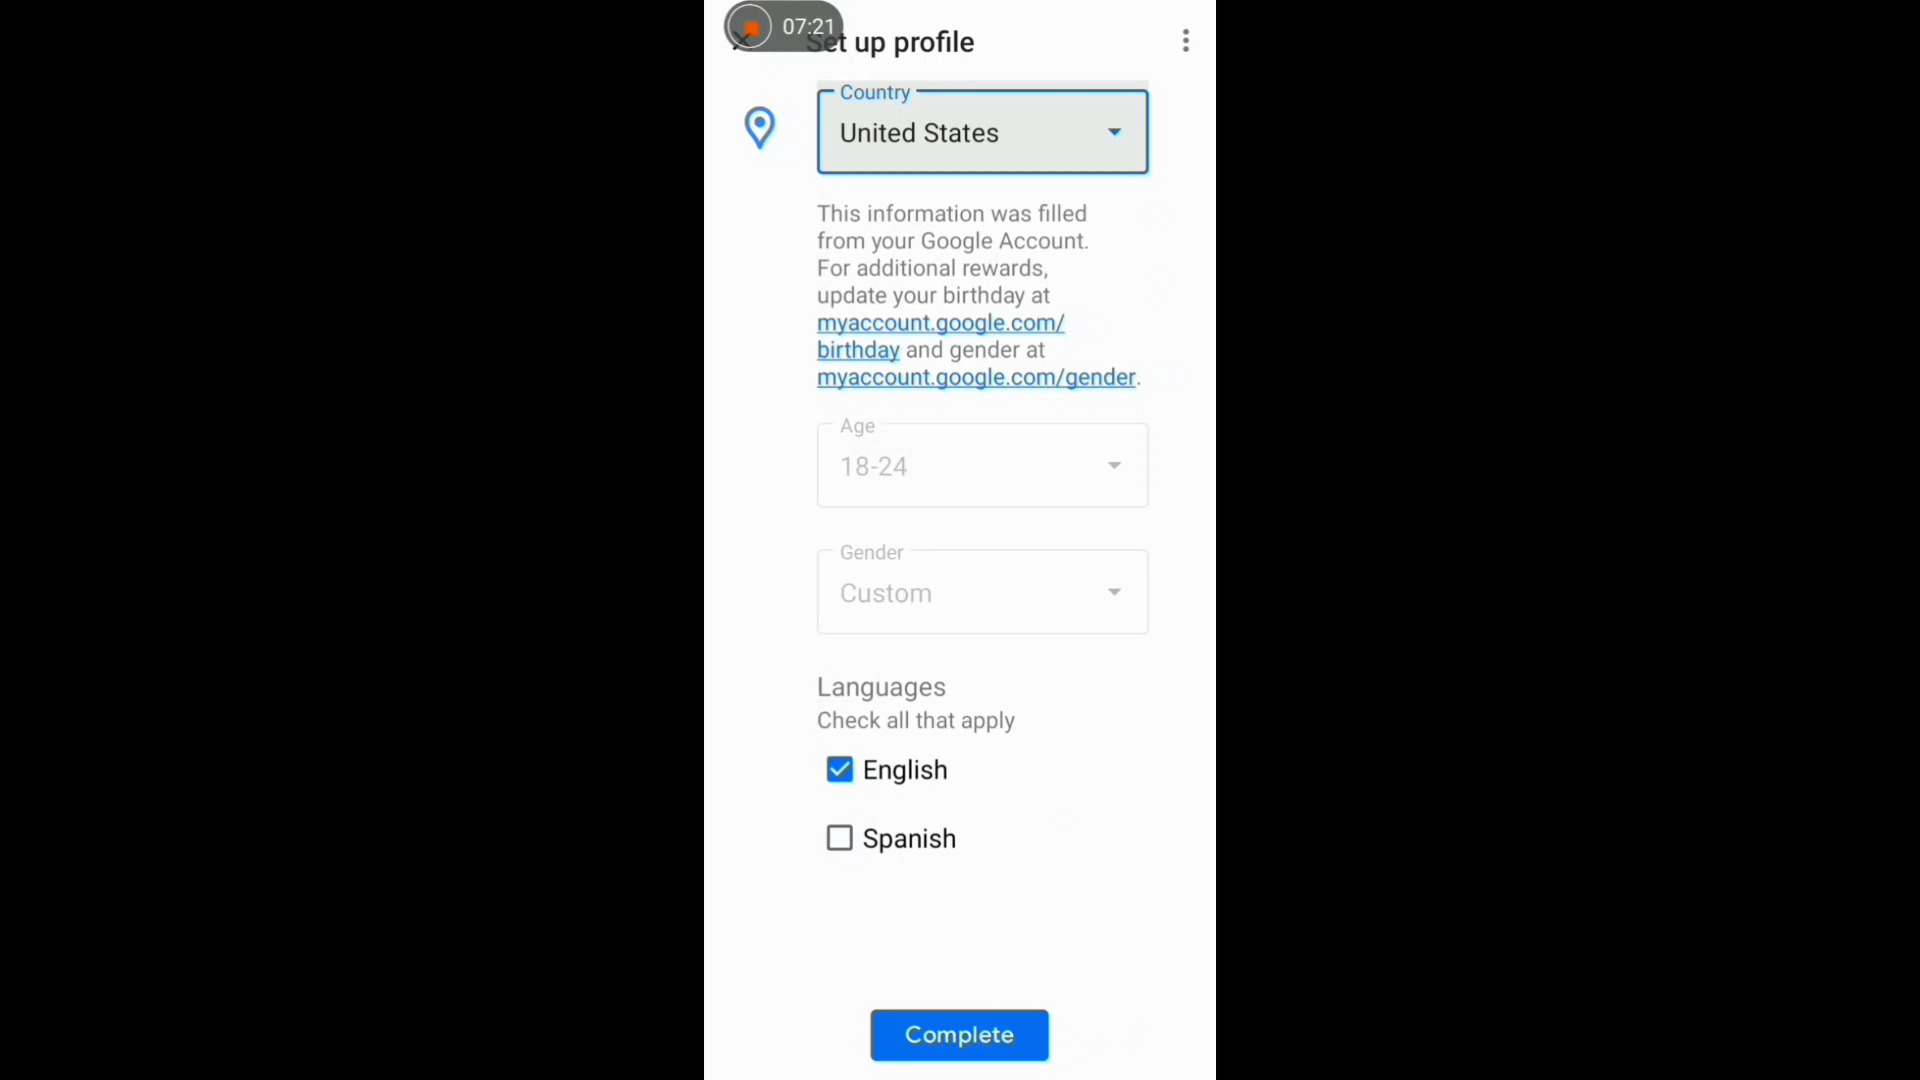 07:21
Set up profile
Country
United States
This information was filled
from your Google Account.
For additional rewards,
update your birthday at
myaccount.google.com/
birthday and gender at
myaccount.google.com/gender.
Age
18-24
Gender
Custom
Languages
Check all that apply
English
Spanish
Complete